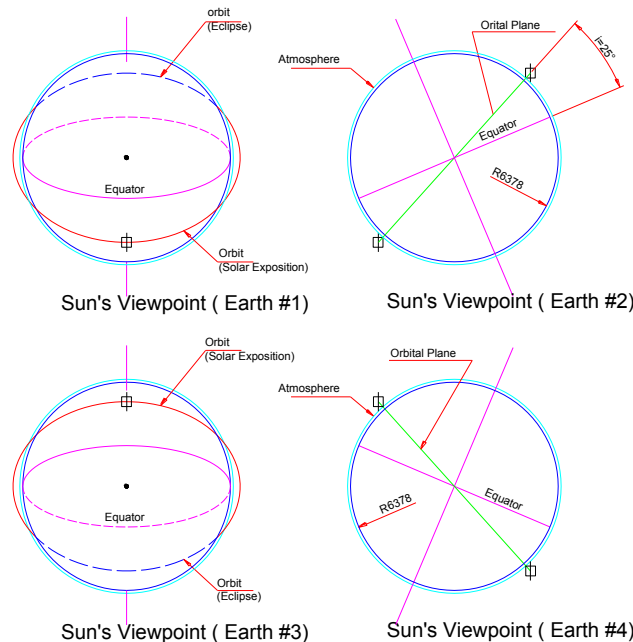 orbit
(Eclipse)
Equator
Orbit
(Solar Exposition)
Sun's Viewpoint ( Earth #1)
Orital Plane
Atmosphere
i=25°
Equator
R6378
Sun's Viewpoint ( Earth #2)
Orbit
(Solar Exposition)
Equator
Orbit
(Eclipse)
Sun's Viewpoint ( Earth #3)
Orbital Plane
Atmosphere
Equator
R6378
Sun's Viewpoint ( Earth #4)